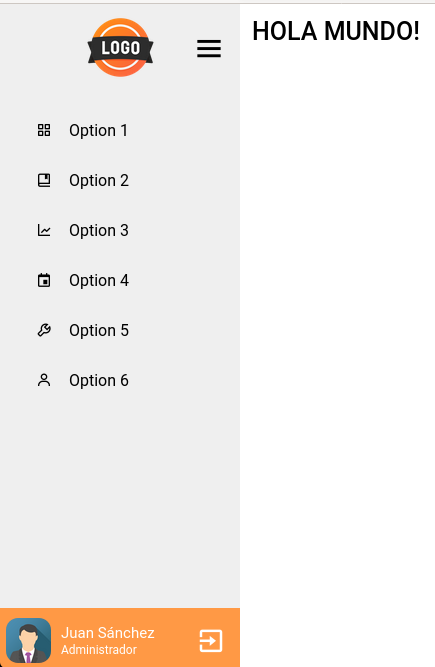 LOGO
HOLA MUNDO!
Option 1
Option 2
Option 3
Option 4
Option 5
Option 6
Juan Sánchez
Administrador